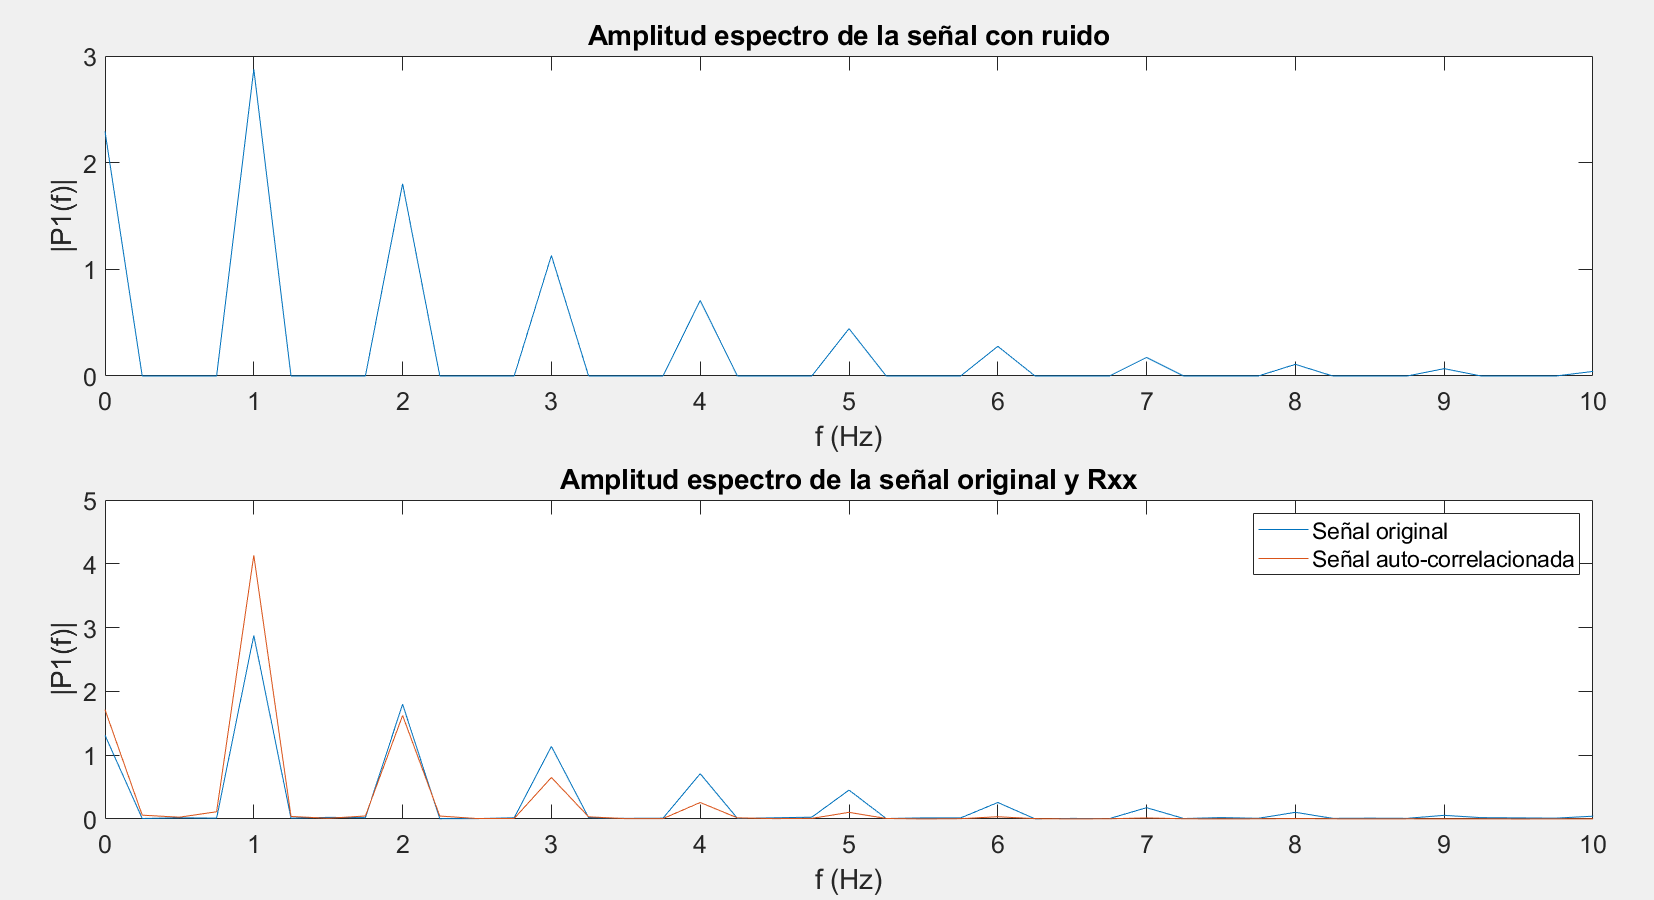 Amplitud espectro de la señal con ruido
3
2
1
0
|P1(f)|
0 1 2 3 4 5 6 7 8 9 10
f (Hz)
Amplitud espectro de la señal original y Rxx
5
4
3
2
1
0
|P1(f)|
Señal original
Señal auto-correlacionada
0 1 2 3 4 5 6 7 8 9 10
f (Hz)